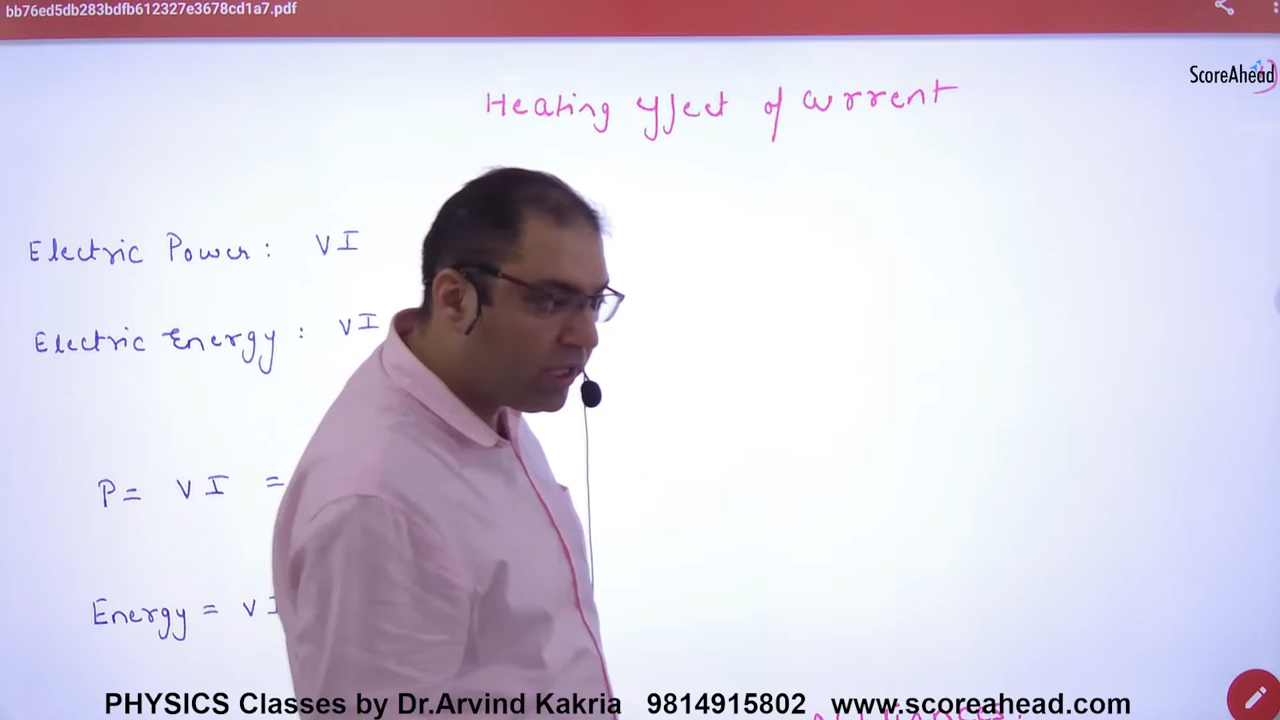 bb76ed5db283bdfb612327e3678cd1a7.pdf
ScoreAhead
Heating effect of current
Electric Power: VI
Electric Energy: VI
P= VI =
Energy = VI
PHYSICS Classes by Dr.Arvind Kakria 9814915802 www.scoreahead.com